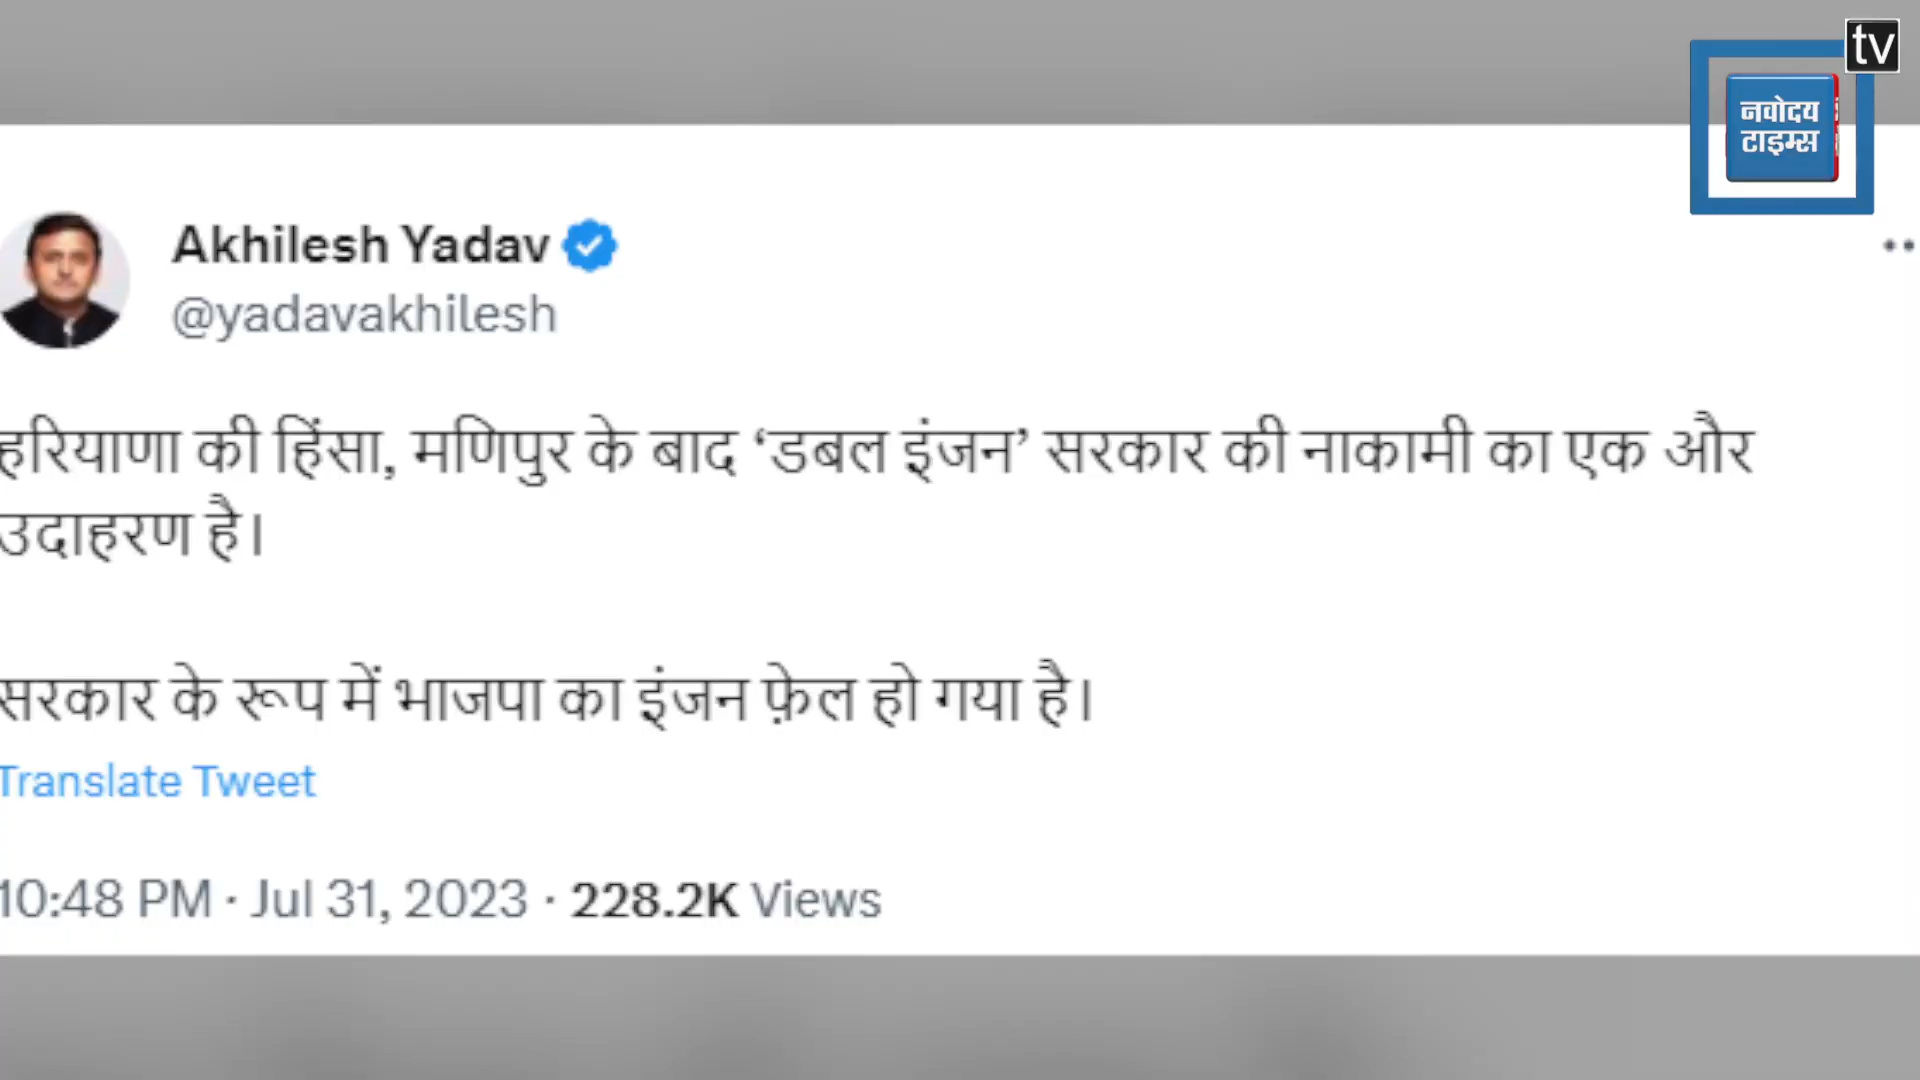 tv
नवोदय
टाइम्स
Akhilesh Yadav
@yadavakhilesh
हरियाणा की हिंसा, मणिपुर के बाद ‘डबल इंजन’ सरकार की नाकामी का एक और
उदाहरण है।
सरकार के रूप में भाजपा का इंजन फ़ेल हो गया है।
Translate Tweet
10:48 PM · Jul 31, 2023 · 228.2K Views